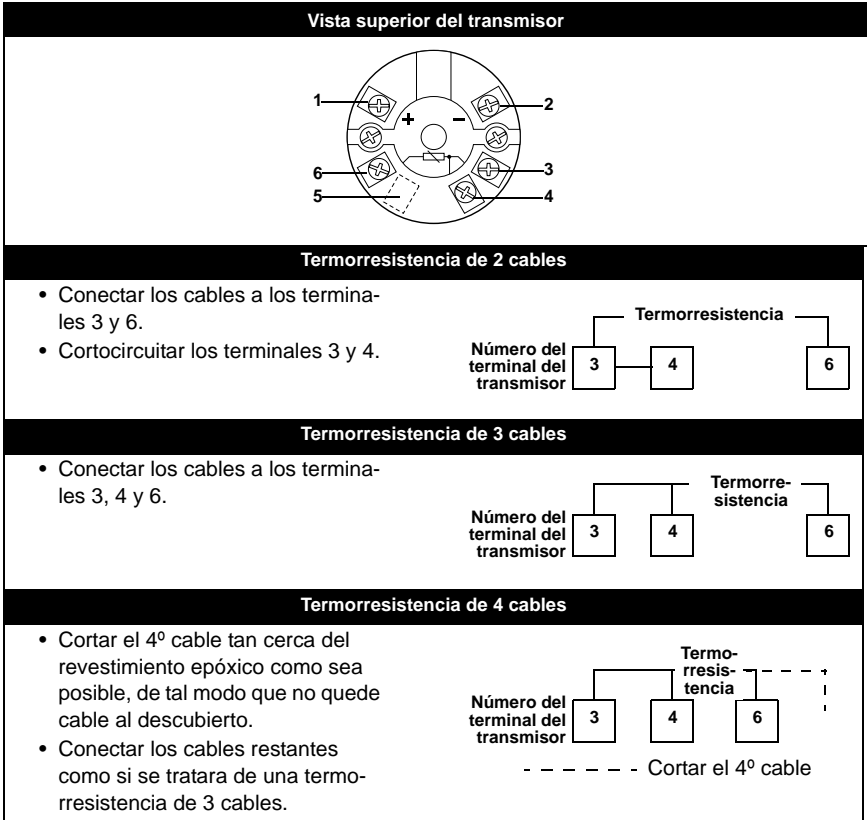 Vista superior del transmisor
1
2
+
−
6
3
5
4
Termorresistencia de 2 cables
• Conectar los cables a los termina-
les 3 y 6.
• Cortocircuitar los terminales 3 y 4.
Termorresistencia
Número del
terminal del
transmisor
3
4
6
Termorresistencia de 3 cables
• Conectar los cables a los termina-
les 3, 4 y 6.
Termorre-
sistencia
Número del
terminal del
transmisor
3
4
6
Termorresistencia de 4 cables
• Cortar el 4º cable tan cerca del
revestimiento epóxico como sea
posible, de tal modo que no quede
cable al descubierto.
• Conectar los cables restantes
como si se tratara de una termo-
rresistencia de 3 cables.
Termo-
rresis-
tencia
Número del
terminal del
transmisor
3
4
6
Cortar el 4º cable